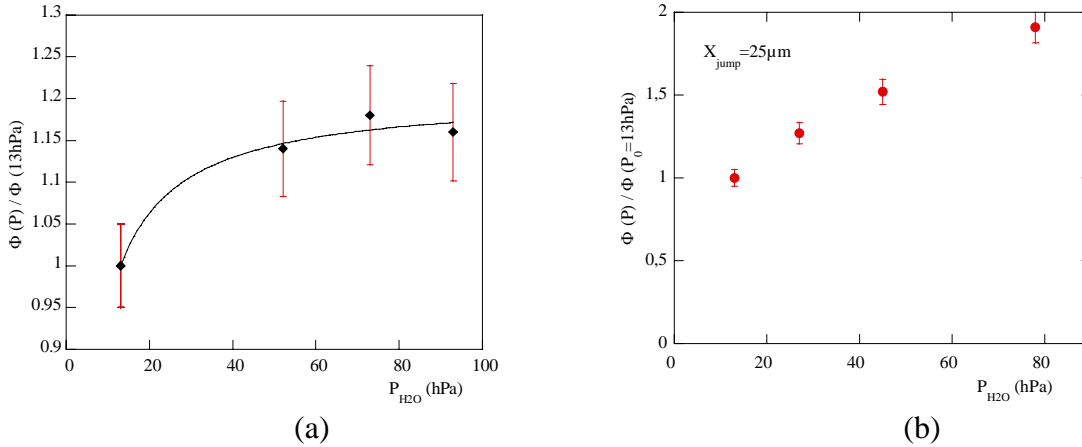 1.3
1.25
1.2
1.15
1.1
1.05
1
0.95
0.9
0 20 40 60 80 100
Φ (P) / Φ (13hPa)
P_H2O (hPa)
(a)
2
1,5
1
0,5
0
0 20 40 60 80
X_jump=25μm
Φ (P) / Φ (P_0=13hPa)
P_H2O (hPa)
(b)